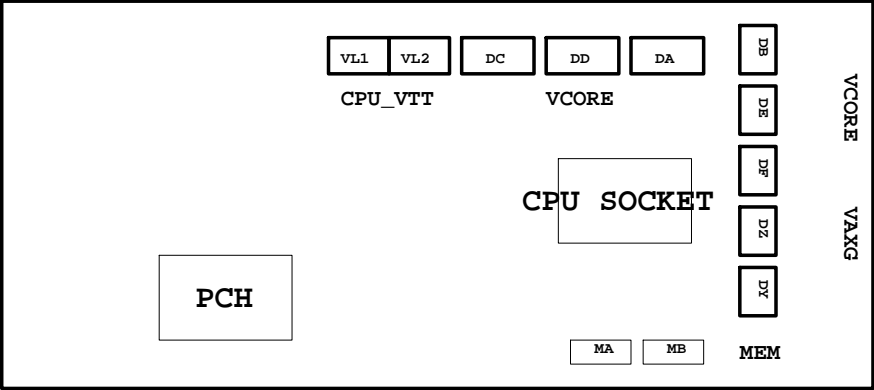 VL1 VL2 DC DD DA
CPU_VTT VCORE
DB
DE
DF
DZ
DY
VCORE
VAXG
CPU SOCKET
PCH
MA MB MEM